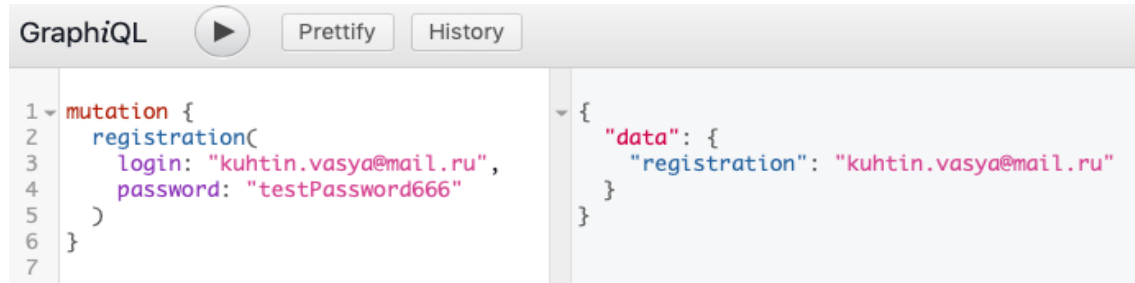 GraphiQL Prettify History
1 mutation {
2 registration(
3 login: "kuhtin.vasya@mail.ru",
4 password: "testPassword666"
5 )
6 }
7
{
"data": {
"registration": "kuhtin.vasya@mail.ru"
}
}